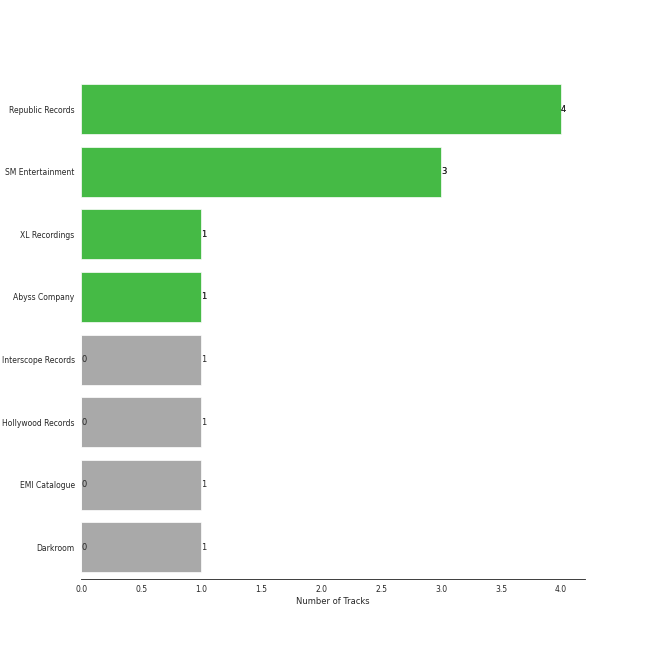 Republic Records 4
SM Entertainment 3
XL Recordings 1
Abyss Company 1
Interscope Records 0 1
Hollywood Records 0 1
EMI Catalogue 0 1
Darkroom 0 1
0.0 0.5 1.0 1.5 2.0 2.5 3.0 3.5 4.0
Number of Tracks